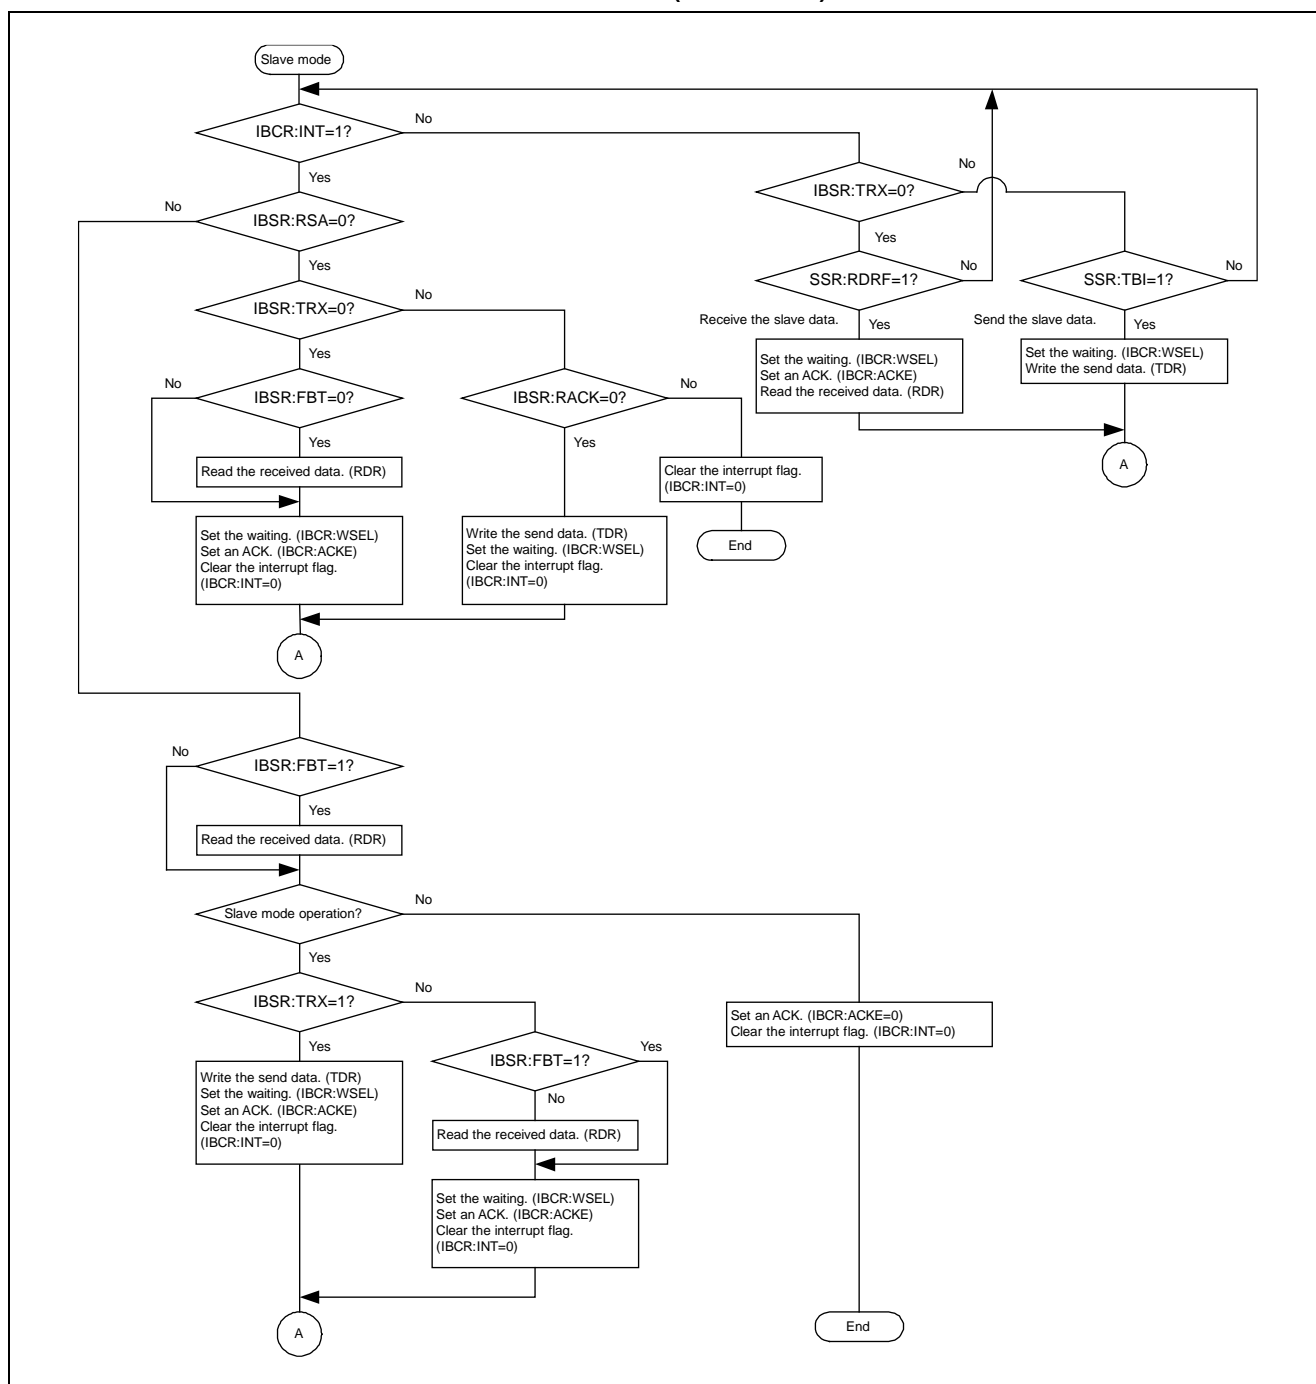 Slave mode
IBCR:INT=1?
No
Yes
IBSR:TRX=0?
No
Yes
No
IBSR:RSA=0?
Yes
SSR:RDRF=1?
No
SSR:TBI=1?
No
IBSR:TRX=0?
No
Yes
Receive the slave data.
Yes
Send the slave data.
Yes
Set the waiting. (IBCR:WSEL)
Set an ACK. (IBCR:ACKE)
Read the received data. (RDR)
Set the waiting. (IBCR:WSEL)
Write the send data. (TDR)
A
No
IBSR:FBT=0?
Yes
IBSR:RACK=0?
No
Yes
Read the received data. (RDR)
Clear the interrupt flag.
(IBCR:INT=0)
End
Set the waiting. (IBCR:WSEL)
Set an ACK. (IBCR:ACKE)
Clear the interrupt flag.
(IBCR:INT=0)
Write the send data. (TDR)
Set the waiting. (IBCR:WSEL)
Clear the interrupt flag.
(IBCR:INT=0)
A
No
IBSR:FBT=1?
Yes
Read the received data. (RDR)
Slave mode operation?
No
Yes
IBSR:TRX=1?
No
Yes
Set an ACK. (IBCR:ACKE=0)
Clear the interrupt flag. (IBCR:INT=0)
IBSR:FBT=1?
Yes
No
Write the send data. (TDR)
Set the waiting. (IBCR:WSEL)
Set an ACK. (IBCR:ACKE)
Clear the interrupt flag.
(IBCR:INT=0)
Read the received data. (RDR)
Set the waiting. (IBCR:WSEL)
Set an ACK. (IBCR:ACKE)
Clear the interrupt flag.
(IBCR:INT=0)
A
End